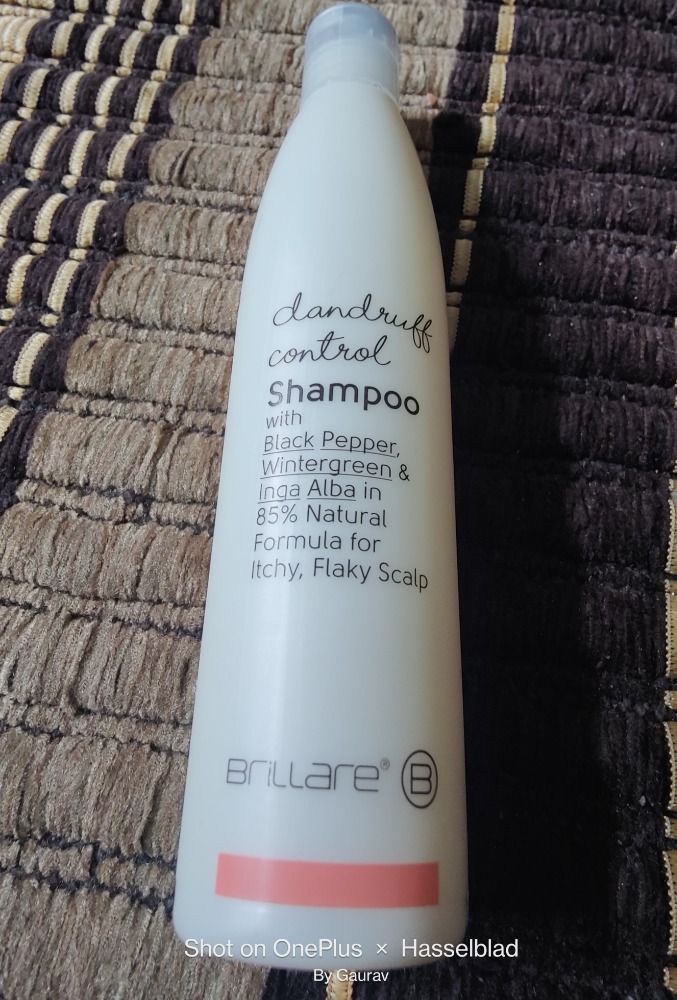 dandruff
control
Shampoo
with
Black Pepper,
Wintergreen &
Inga Alba in
85% Natural
Formula for
Itchy, Flaky Scalp
Brillare® B
Shot on OnePlus × Hasselblad
By Gaurav